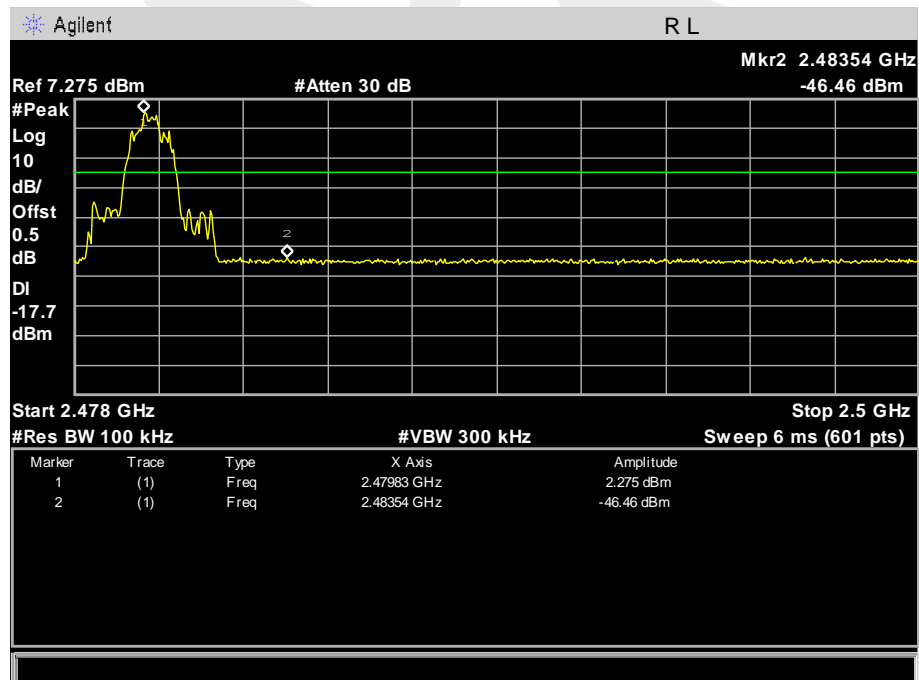 Agilent R L
Mkr2 2.48354 GHz
Ref 7.275 dBm #Atten 30 dB -46.46 dBm
#Peak
Log
10
dB/
Offst
0.5
dB
DI
-17.7
dBm
1
2
Start 2.478 GHz Stop 2.5 GHz
#Res BW 100 kHz #VBW 300 kHz Sweep 6 ms (601 pts)
Marker Trace Type X Axis Amplitude
1 (1) Freq 2.47983 GHz 2.275 dBm
2 (1) Freq 2.48354 GHz -46.46 dBm